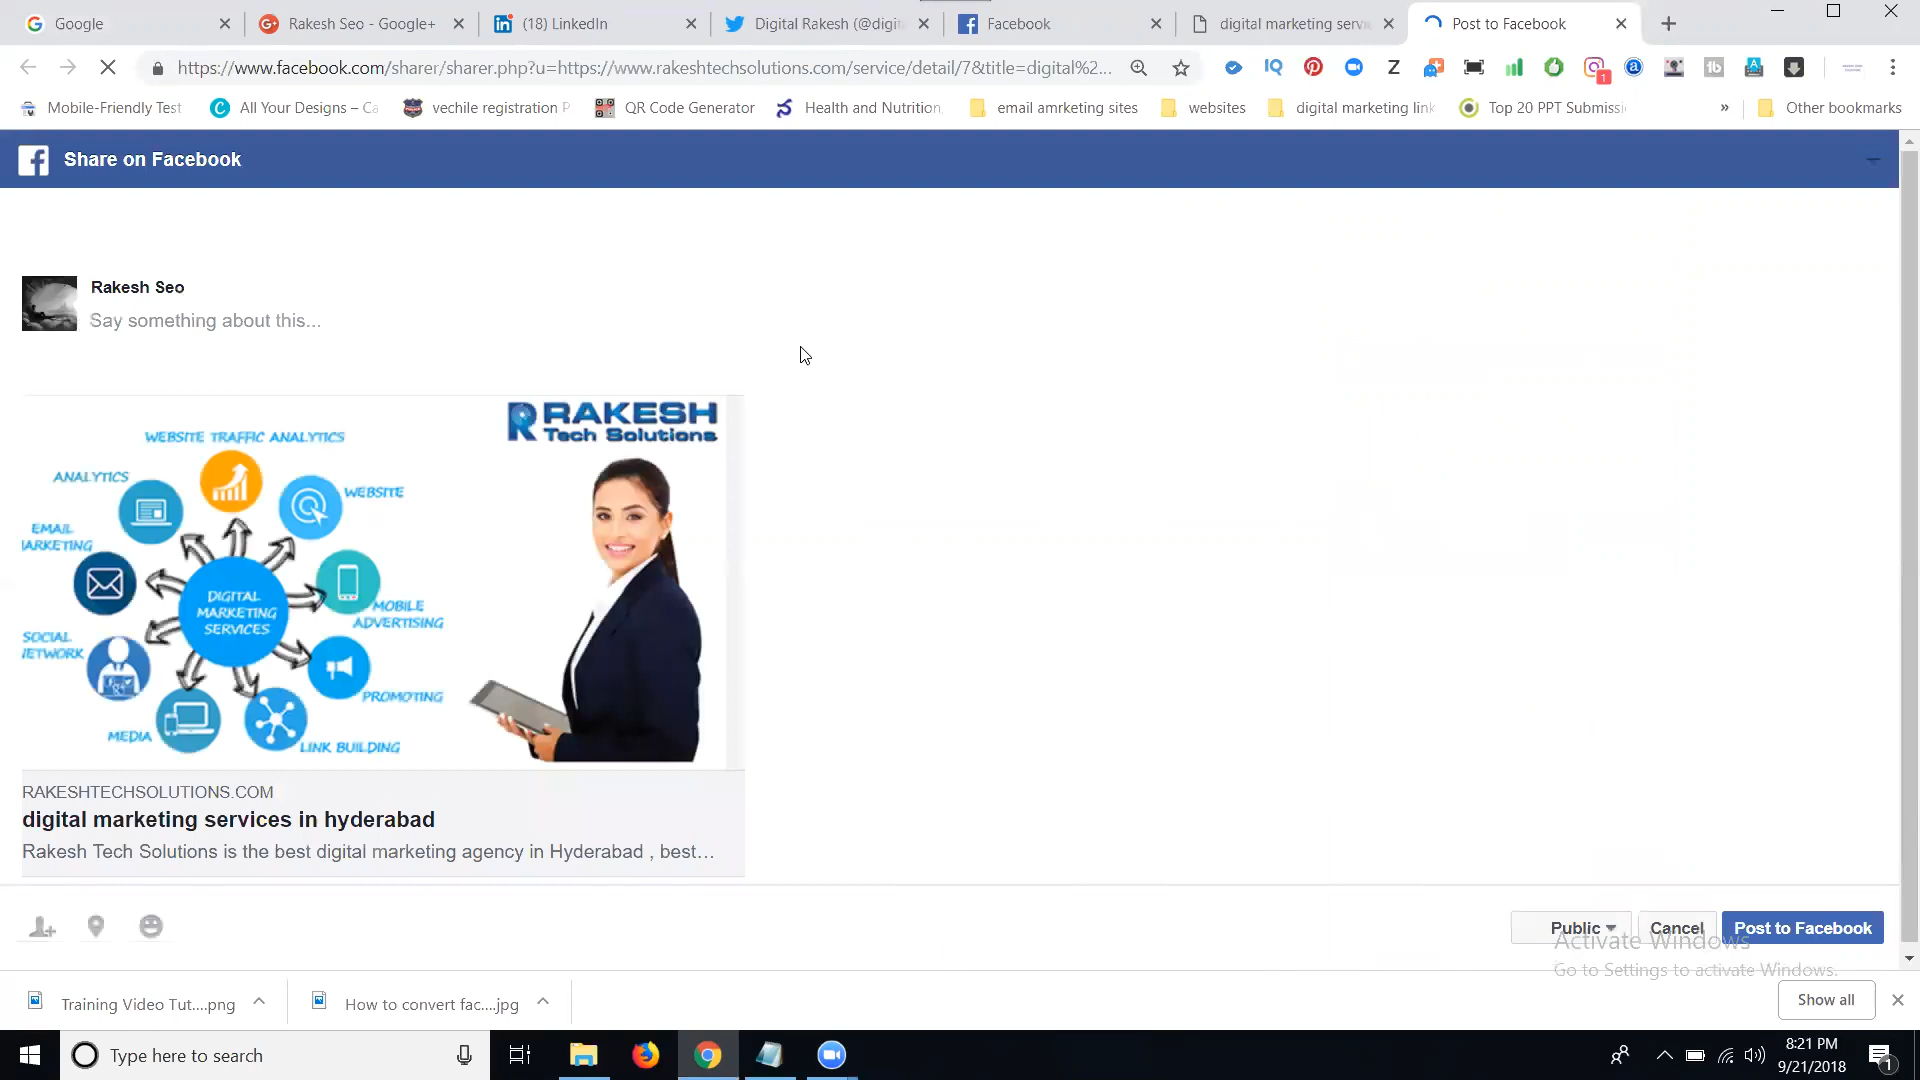 Google
Rakesh Seo - Google+
(18) LinkedIn
Digital Rakesh (@digit
Facebook
digital marketing servi
Post to Facebook
https://www.facebook.com/sharer/sharer.php?u=https://www.rakeshtechsolutions.com/service/detail/7&title=digital%2...
Mobile-Friendly Test
All Your Designs – Ca
vechile registration P
QR Code Generator
Health and Nutrition,
email amrketing sites
websites
digital marketing link
Top 20 PPT Submissi
»
Other bookmarks
Share on Facebook
Rakesh Seo
Say something about this...
RAKESH
Tech Solutions
WEBSITE TRAFFIC ANALYTICS
ANALYTICS
WEBSITE
EMAIL
MARKETING
DIGITAL
MARKETING
SERVICES
MOBILE
ADVERTISING
SOCIAL
NETWORK
PROMOTING
MEDIA
LINK BUILDING
RAKESHTECHSOLUTIONS.COM
digital marketing services in hyderabad
Rakesh Tech Solutions is the best digital marketing agency in Hyderabad , best...
Public
Cancel
Post to Facebook
Activate Windows
Go to Settings to activate Windows.
Training Video Tut....png
How to convert fac....jpg
Show all
Type here to search
8:21 PM
9/21/2018
1